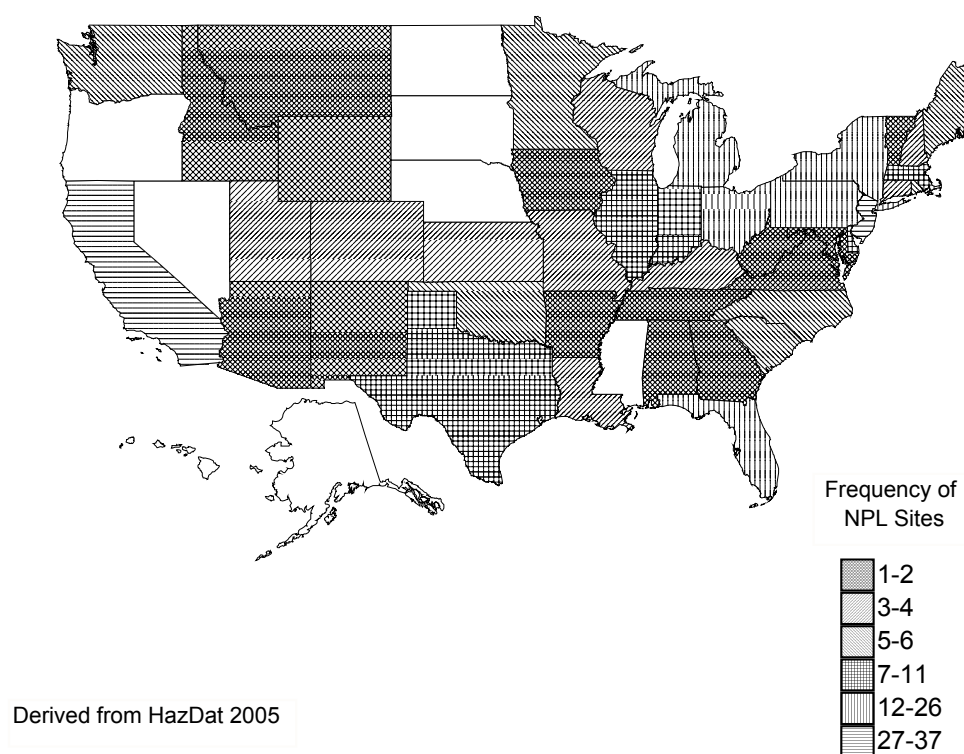 Frequency of
NPL Sites
1-2
3-4
5-6
7-11
12-26
27-37
Derived from HazDat 2005